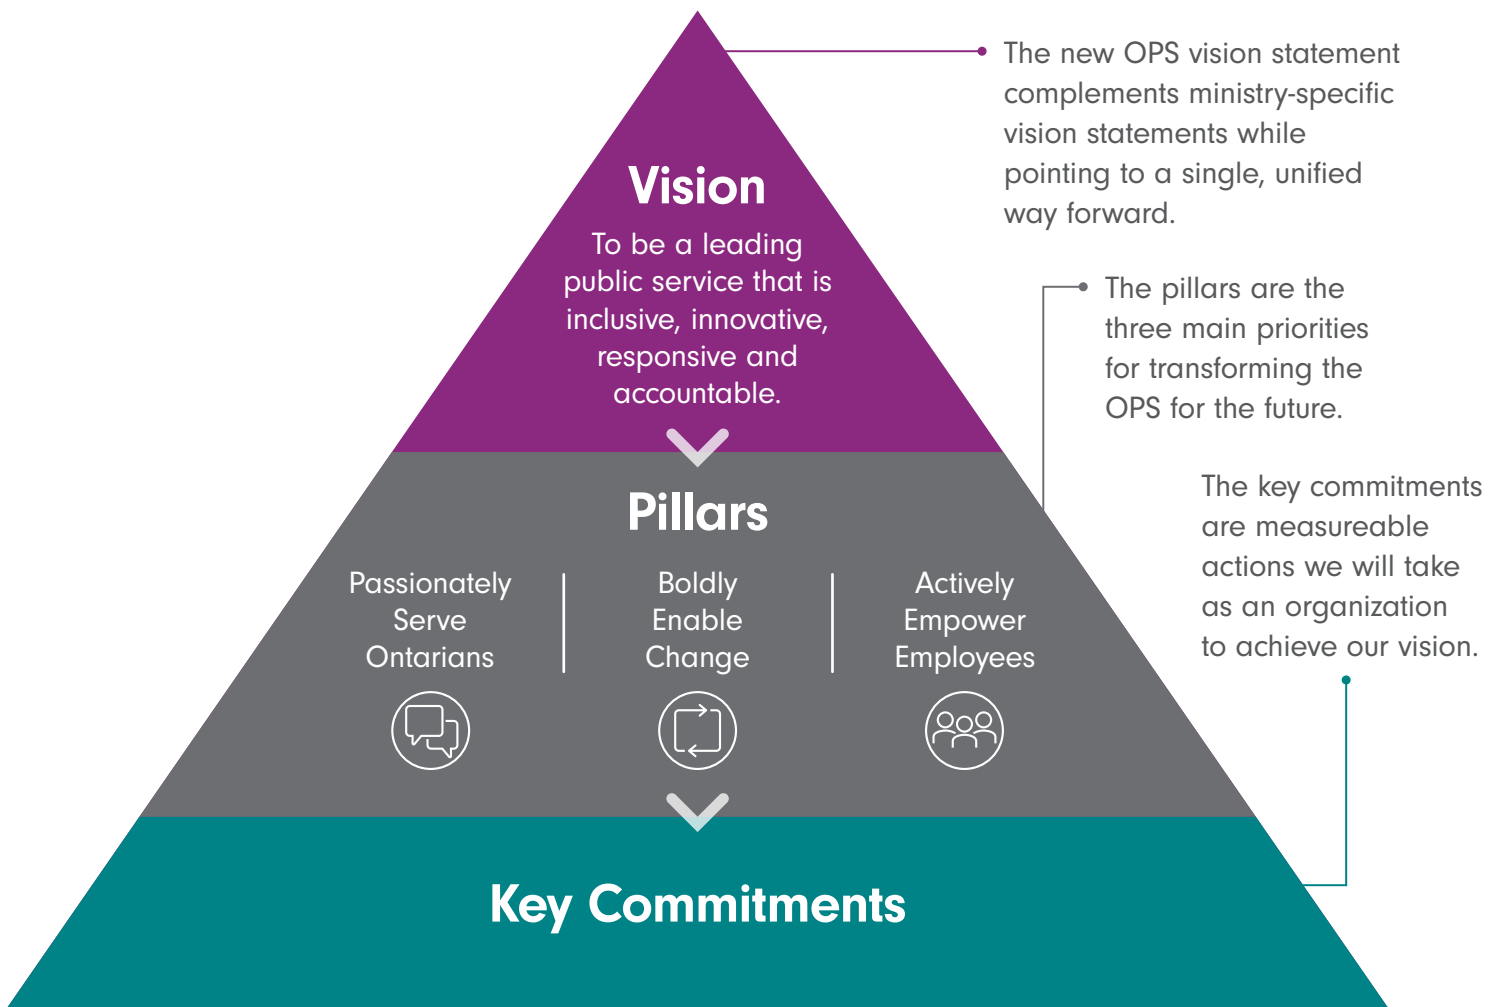 Vision
To be a leading
public service that is
inclusive, innovative,
responsive and
accountable.
The new OPS vision statement
complements ministry-specific
vision statements while
pointing to a single, unified
way forward.
Pillars
Passionately
Serve
Ontarians
Boldly
Enable
Change
Actively
Empower
Employees
The pillars are the
three main priorities
for transforming the
OPS for the future.
Key Commitments
The key commitments
are measureable
actions we will take
as an organization
to achieve our vision.